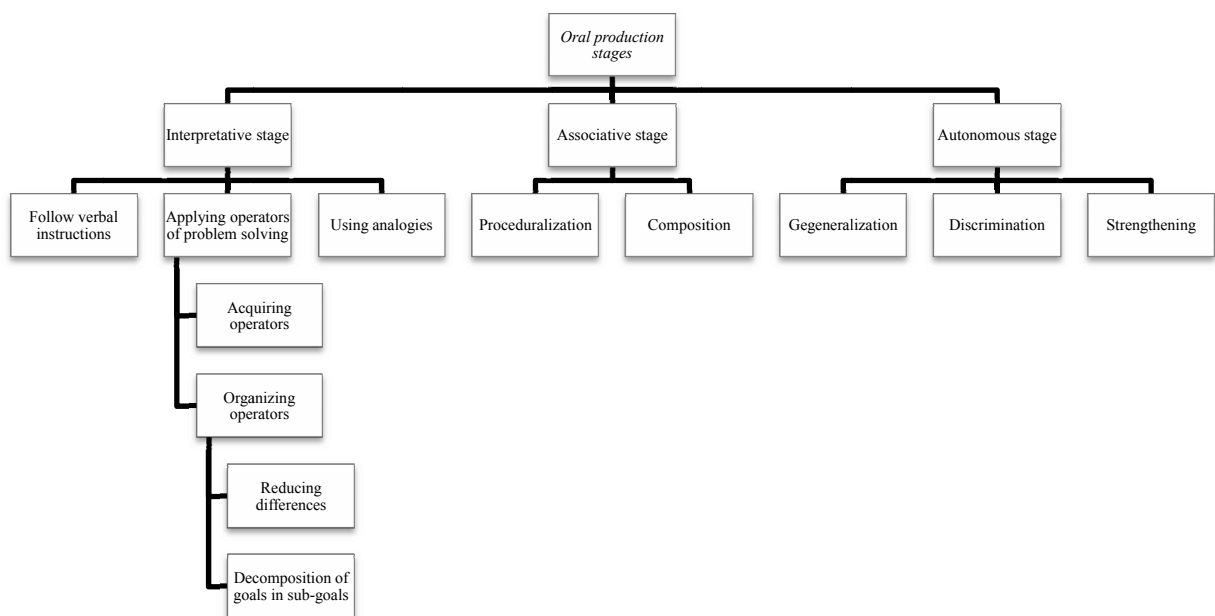 Oral production
stages
Interpretative stage
Associative stage
Autonomous stage
Follow verbal
instructions
Applying operators
of problem solving
Using analogies
Proceduralization
Composition
Gegeneralization
Discrimination
Strengthening
Acquiring
operators
Organizing
operators
Reducing
differences
Decomposition of
goals in sub-goals